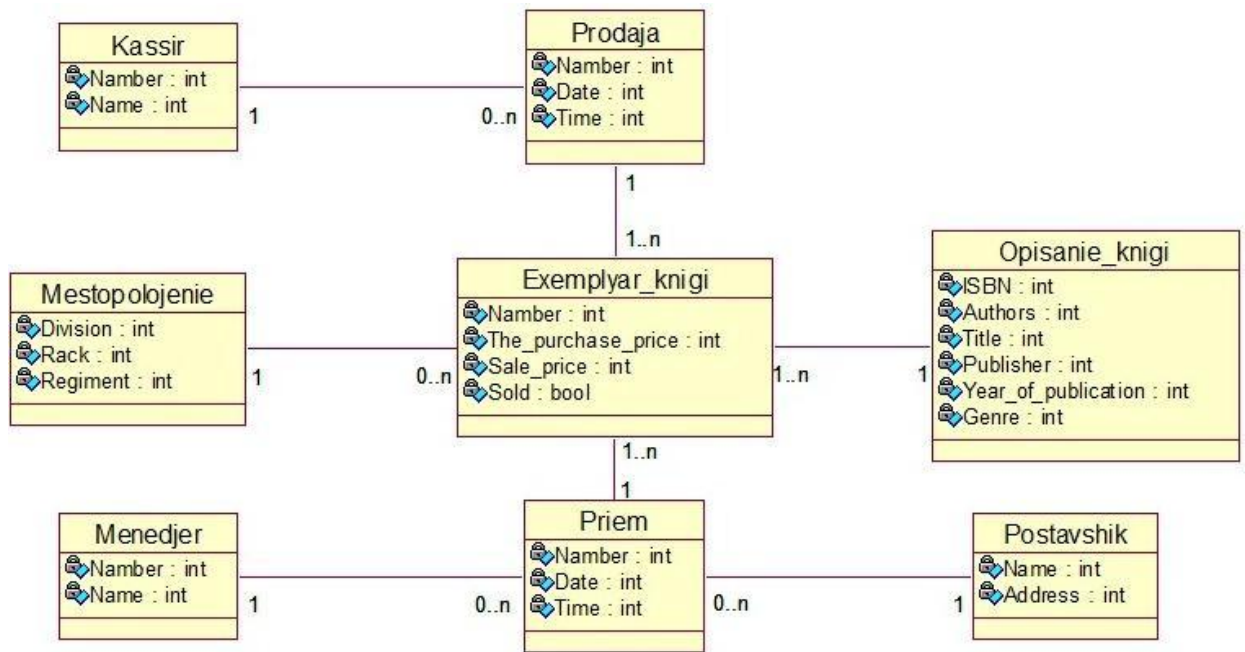 Kassir
Namber : int
Name : int
1
0..n
Prodaja
Namber : int
Date : int
Time : int
1
1..n
Mestopolojenie
Division : int
Rack : int
Regiment : int
1
0..n
Exemplyar_knigi
Namber : int
The_purchase_price : int
Sale_price : int
Sold : bool
1..n
1
Opisanie_knigi
ISBN : int
Authors : int
Title : int
Publisher : int
Year_of_publication : int
Genre : int
1..n
1
Menedjer
Namber : int
Name : int
1
0..n
Priem
Namber : int
Date : int
Time : int
0..n
1
Postavshik
Name : int
Address : int